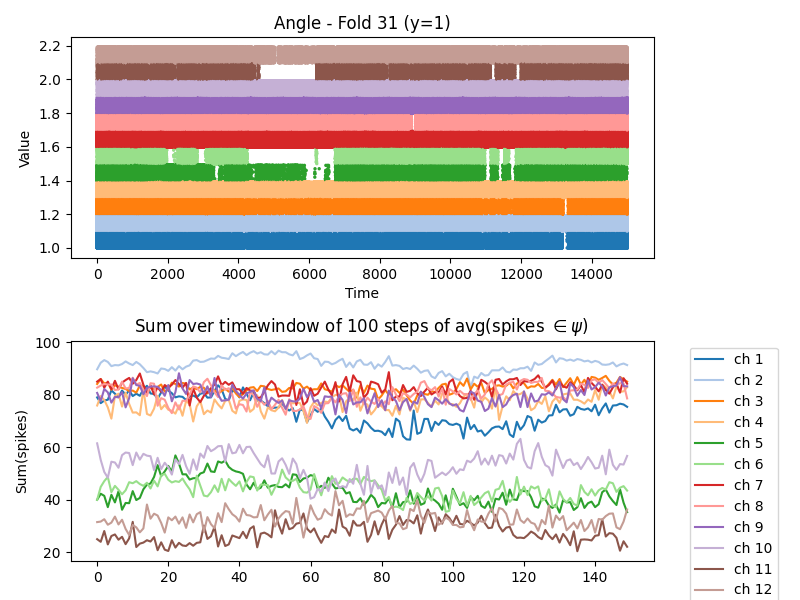 Angle - Fold 31 (y=1)
Value
2.2
2.0
1.8
1.6
1.4
1.2
1.0
0 2000 4000 6000 8000 10000 12000 14000
Time
Sum over timewindow of 100 steps of avg(spikes ∈ ψ)
Sum(spikes)
100
80
60
40
20
0 20 40 60 80 100 120 140
ch 1
ch 2
ch 3
ch 4
ch 5
ch 6
ch 7
ch 8
ch 9
ch 10
ch 11
ch 12